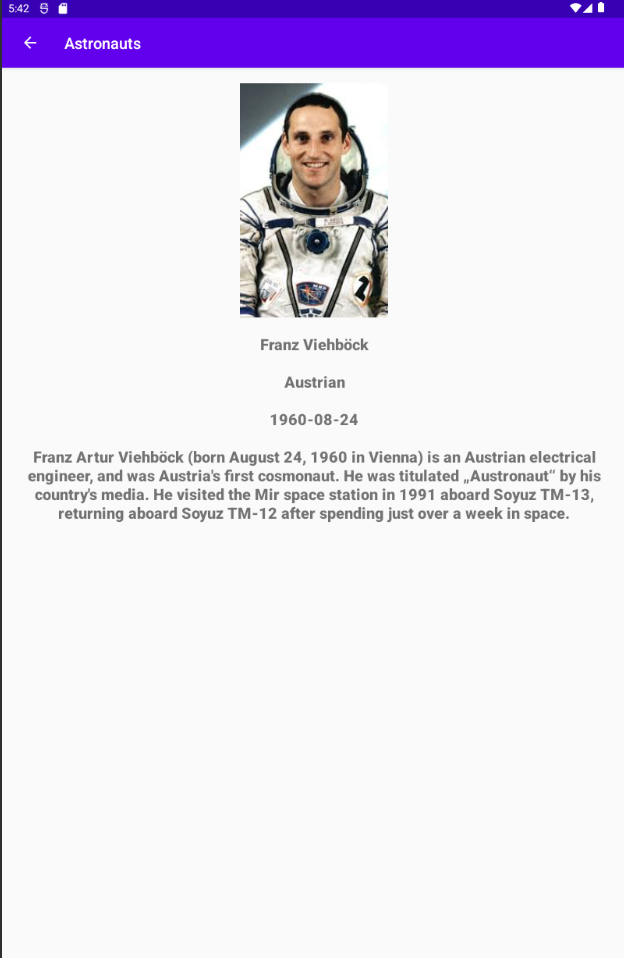 5:42
Astronauts
Franz Viehböck
Austrian
1960-08-24
Franz Artur Viehböck (born August 24, 1960 in Vienna) is an Austrian electrical
engineer, and was Austria's first cosmonaut. He was titulated „Austronaut“ by his
country's media. He visited the Mir space station in 1991 aboard Soyuz TM-13,
returning aboard Soyuz TM-12 after spending just over a week in space.